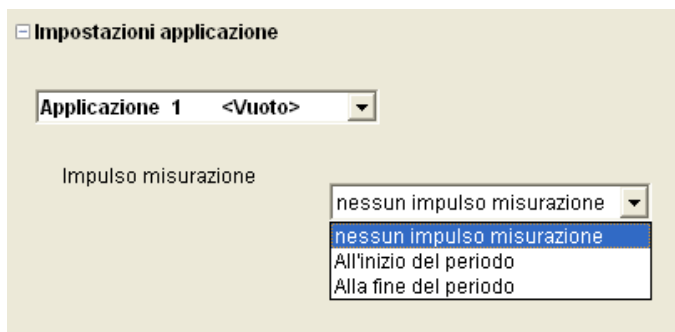 Impostazioni applicazione
Applicazione 1 <Vuoto>
Impulso misurazione
nessun impulso misurazione
nessun impulso misurazione
All'inizio del periodo
Alla fine del periodo